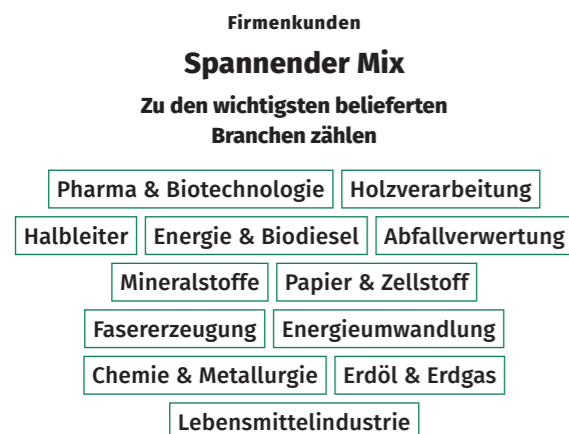 Firmenkunden
Spannender Mix
Zu den wichtigsten belieferten
Branchen zählen
Pharma & Biotechnologie Holzverarbeitung
Halbleiter Energie & Biodiesel Abfallverwertung
Mineralstoffe Papier & Zellstoff
Fasererzeugung Energieumwandlung
Chemie & Metallurgie Erdöl & Erdgas
Lebensmittelindustrie